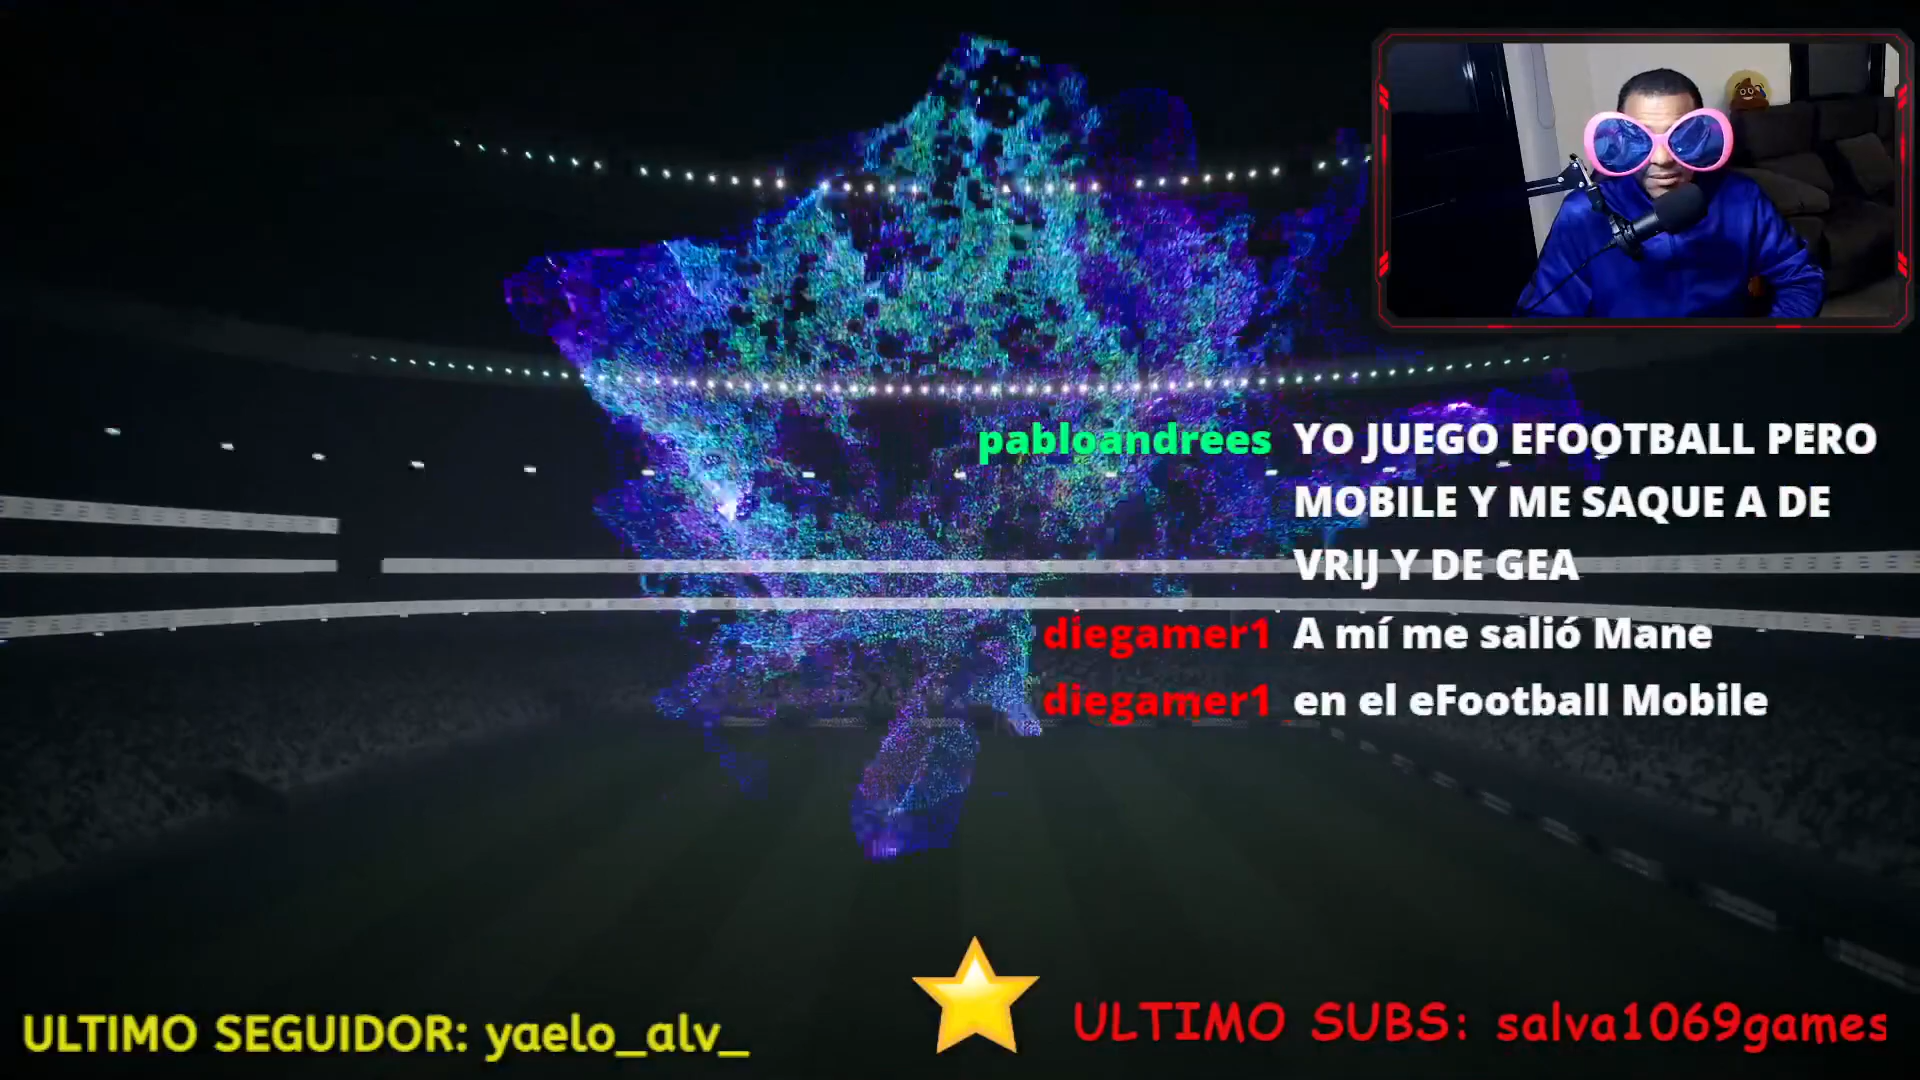 pabloandrees YO JUEGO EFOOTBALL PERO
MOBILE Y ME SAQUE A DE
VRIJ Y DE GEA
diegamer1 A mí me salió Mane
diegamer1 en el eFootball Mobile
ULTIMO SEGUIDOR: yaelo_alv_
ULTIMO SUBS: salva1069games